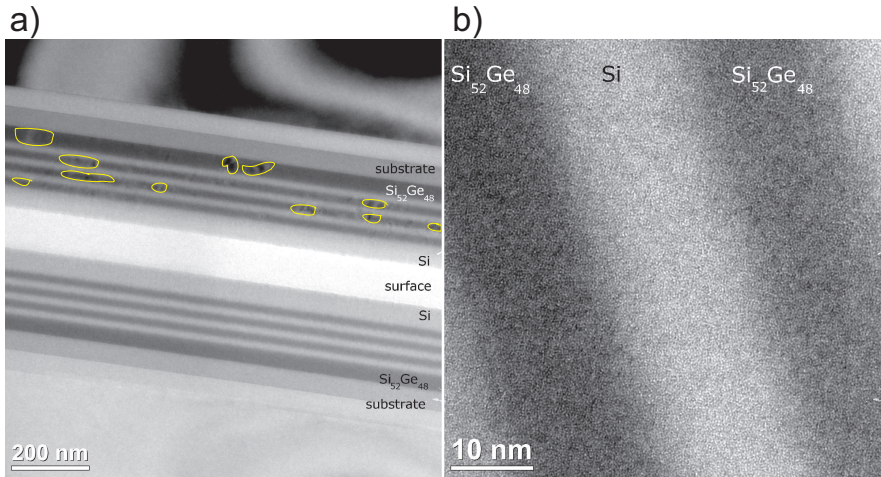 a)
substrate
Si52Ge48
Si
surface
Si
Si52Ge48
substrate
200 nm
b)
Si52Ge48
Si
Si52Ge48
10 nm